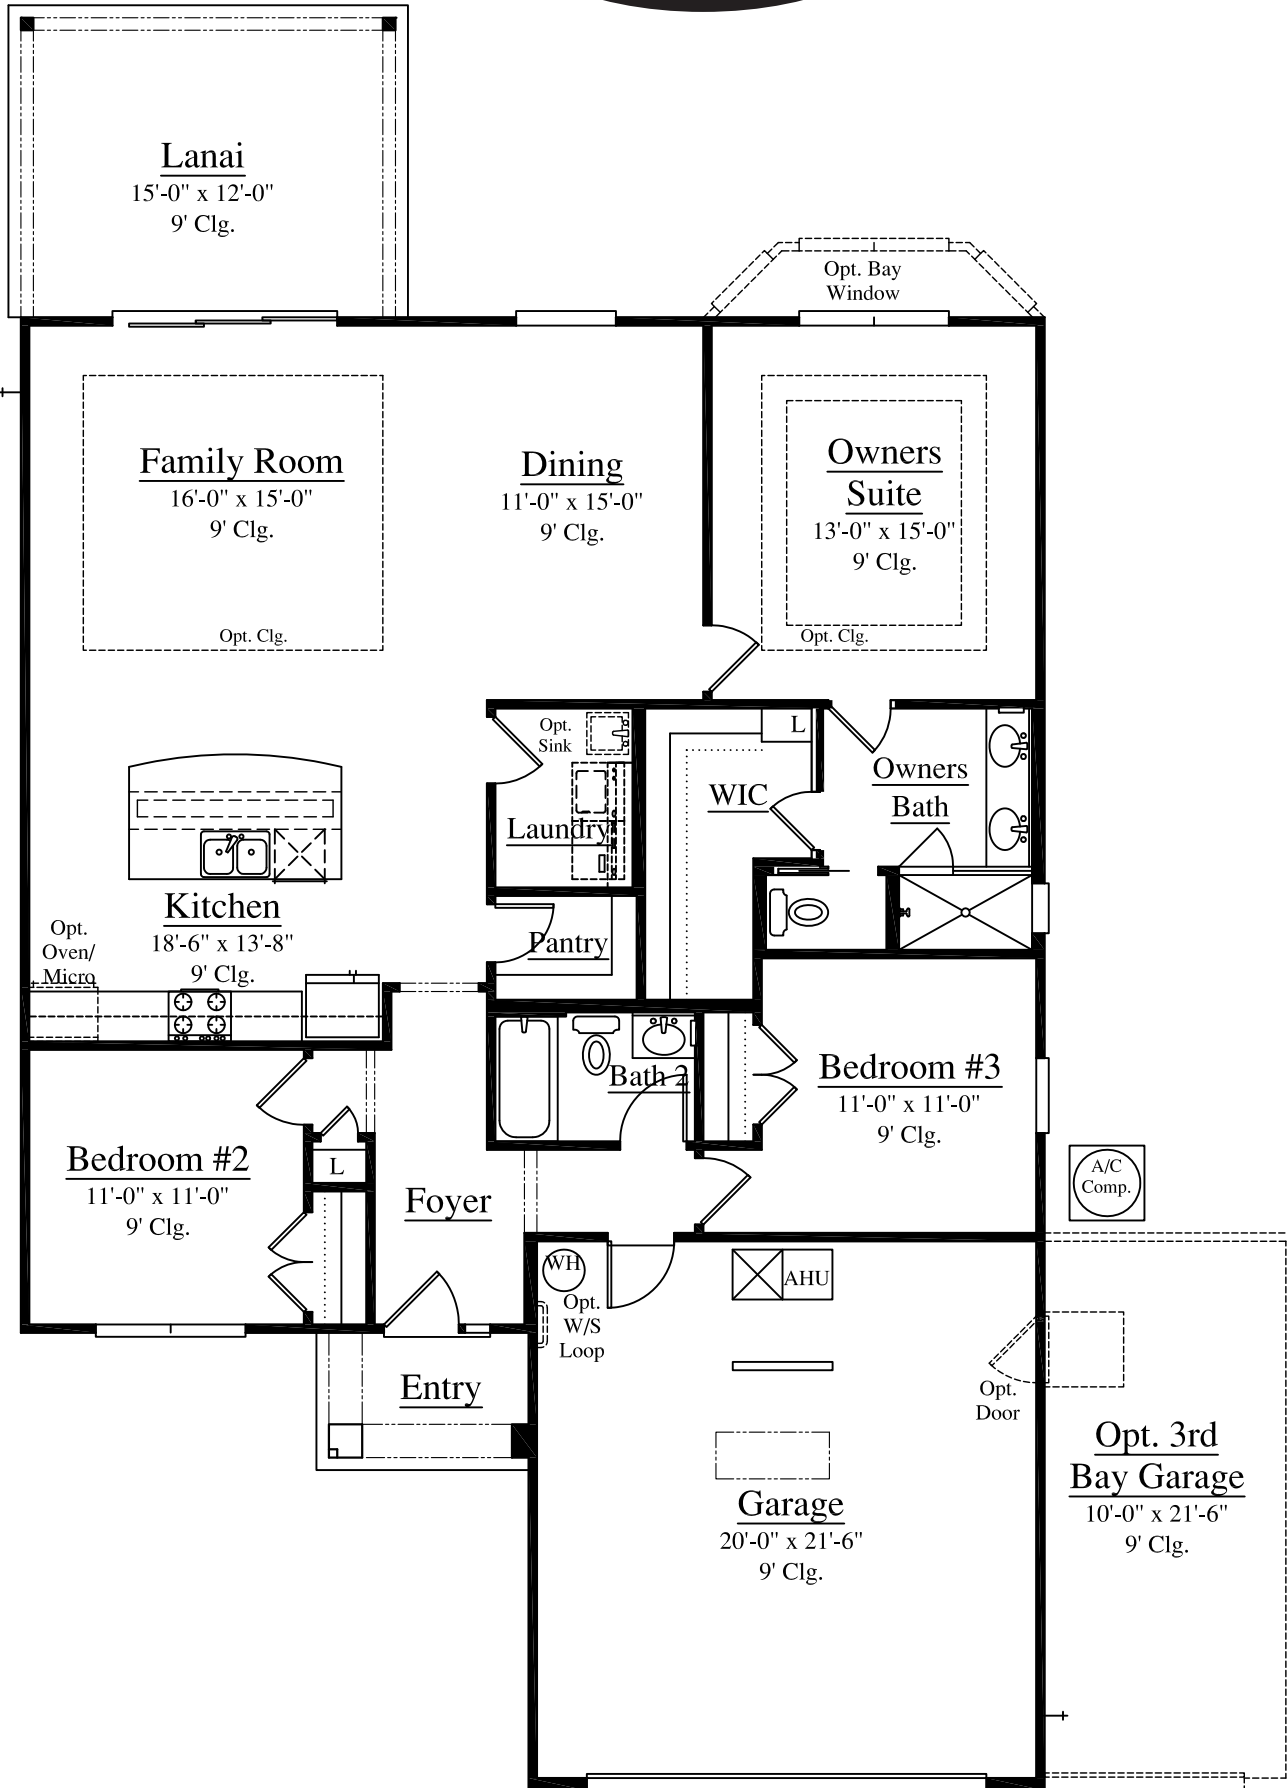 Lanai
15'-0" x 12'-0"
9' Clg.
Opt. Bay
Window
Family Room
16'-0" x 15'-0"
9' Clg.
Opt. Clg.
Dining
11'-0" x 15'-0"
9' Clg.
Owners
Suite
13'-0" x 15'-0"
9' Clg.
Opt. Clg.
Opt.
Sink
Laundry
L
WIC
Owners
Bath
Kitchen
18'-6" x 13'-8"
9' Clg.
Opt.
Oven/
Micro
Pantry
Bath 2
Bedroom #3
11'-0" x 11'-0"
9' Clg.
Bedroom #2
11'-0" x 11'-0"
9' Clg.
L
Foyer
A/C
Comp.
WH
Opt.
W/S
Loop
AHU
Entry
Opt.
Door
Garage
20'-0" x 21'-6"
9' Clg.
Opt. 3rd
Bay Garage
10'-0" x 21'-6"
9' Clg.